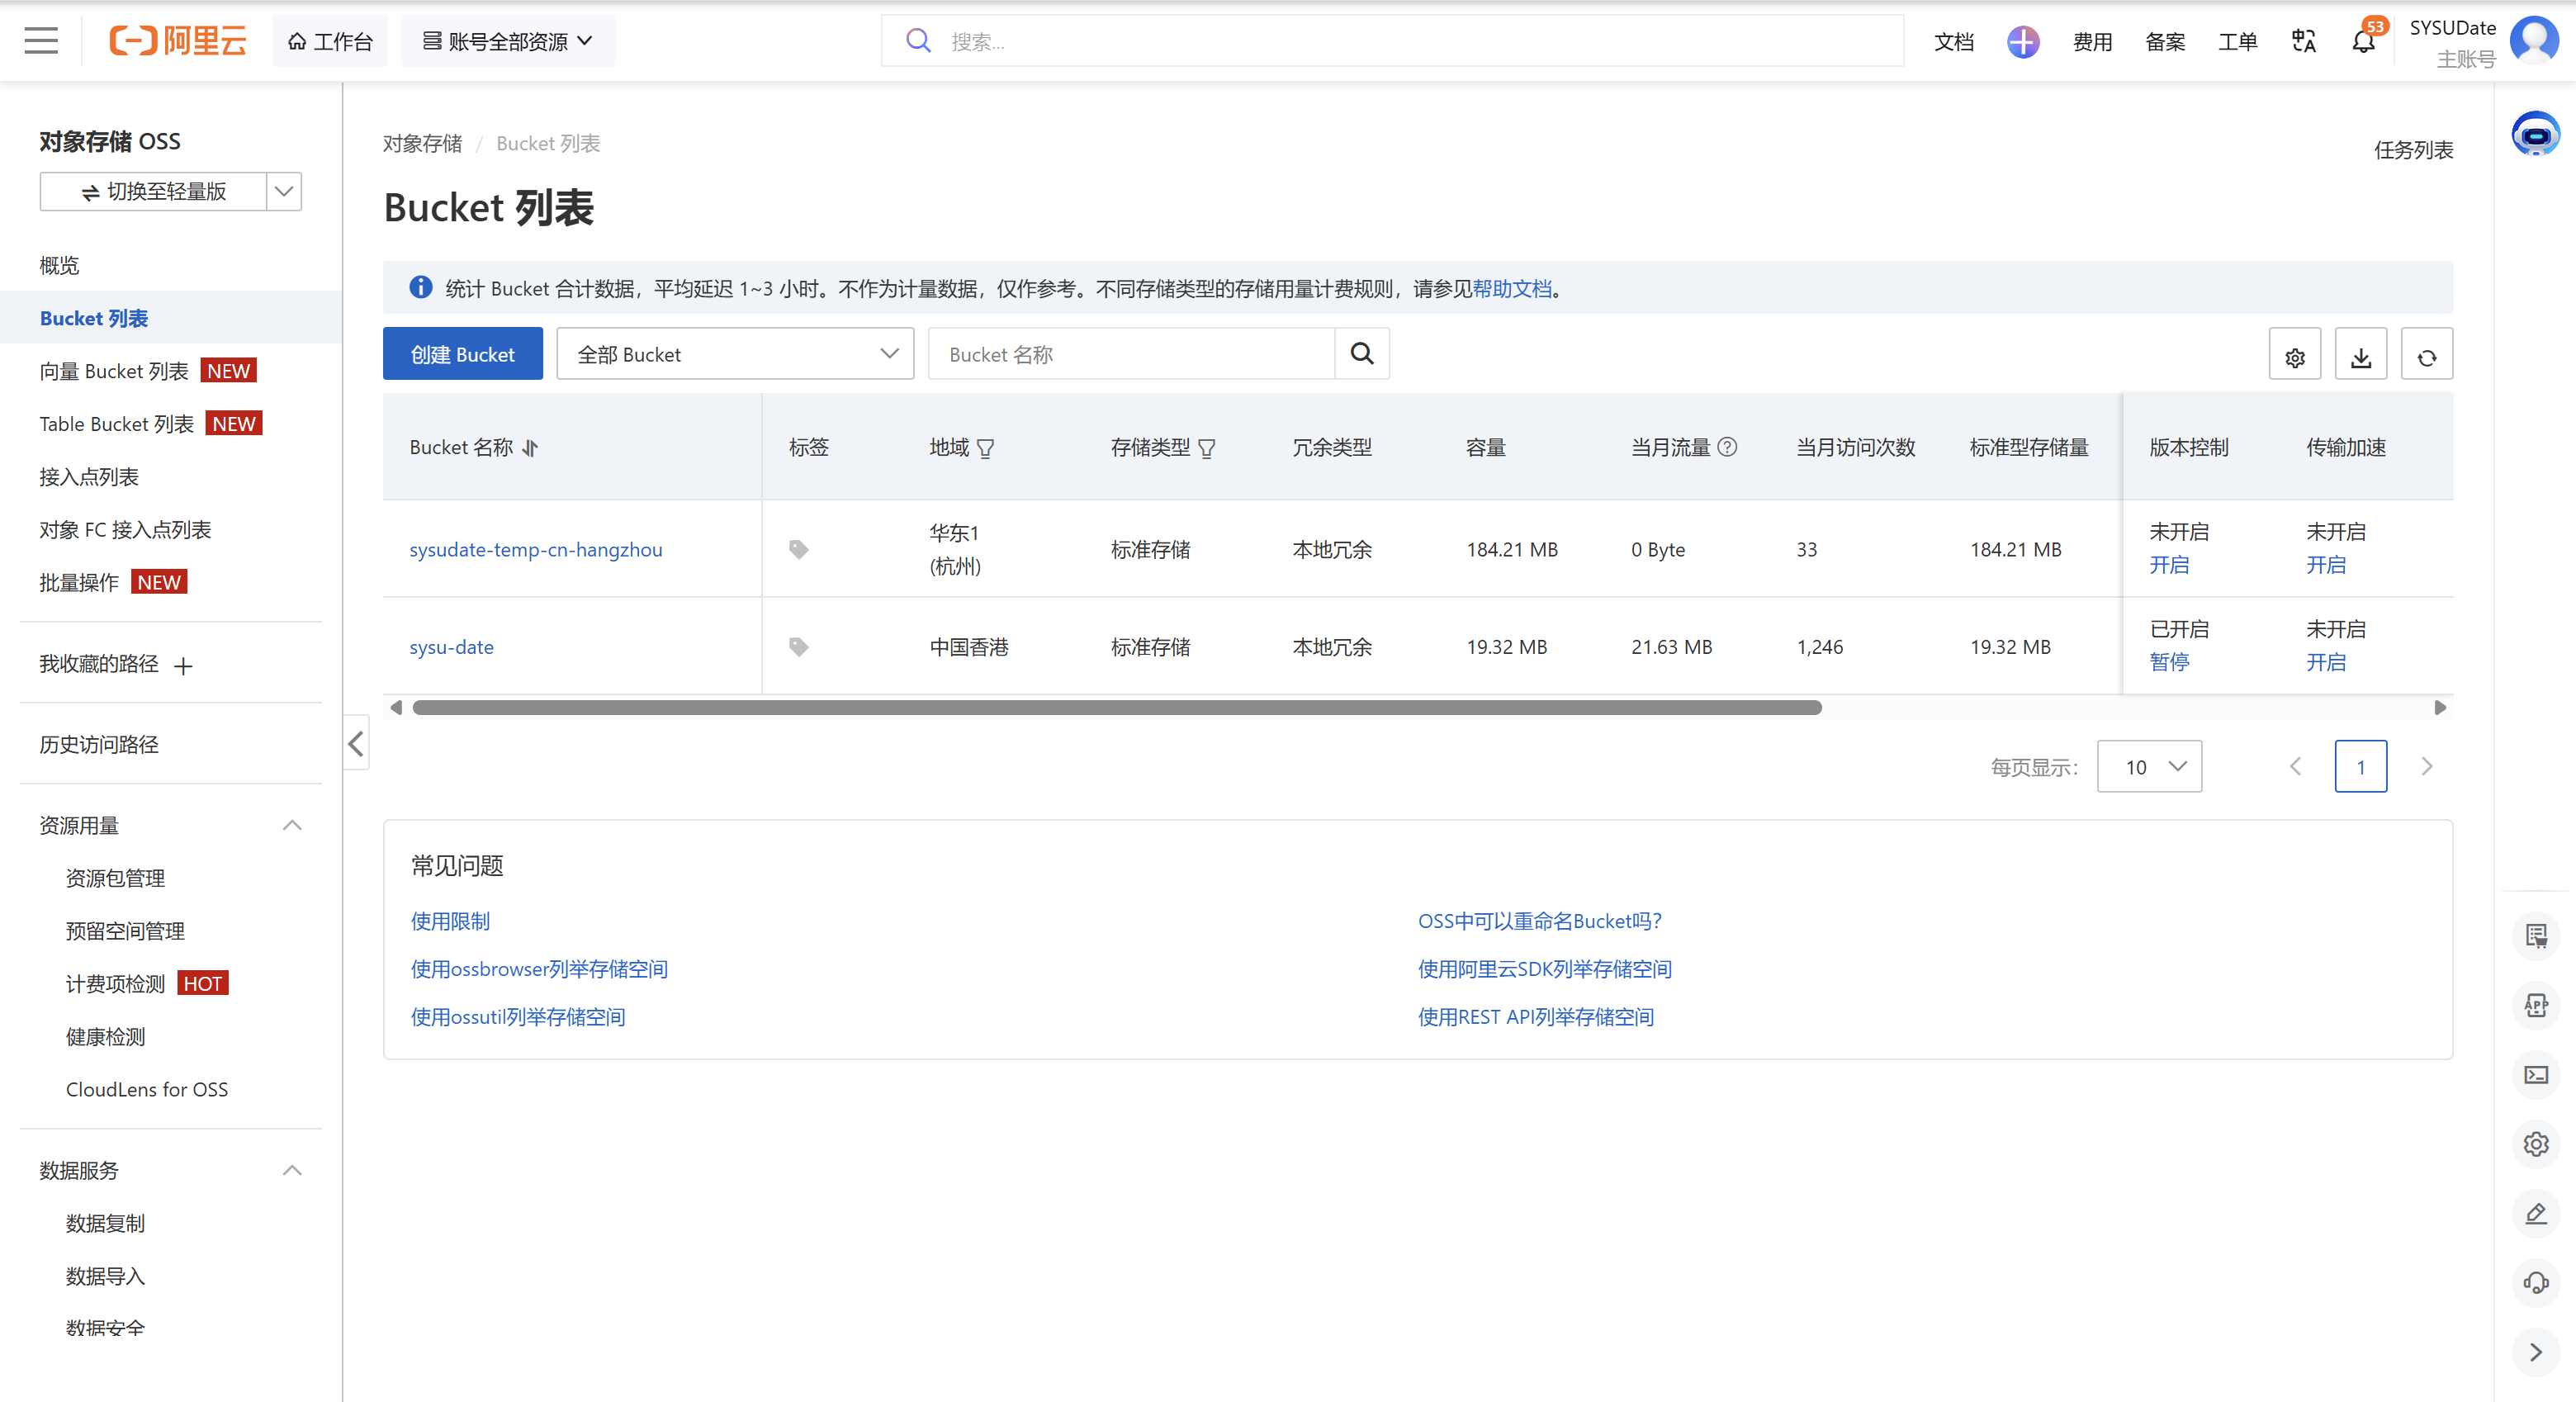 阿里云
工作台
账号全部资源
搜索...
文档
费用
备案
工单
53
SYSUDate
主账号
对象存储 OSS
切换至轻量版
概览
Bucket 列表
向量 Bucket 列表 NEW
Table Bucket 列表 NEW
接入点列表
对象 FC 接入点列表
批量操作 NEW
我收藏的路径
历史访问路径
资源用量
资源包管理
预留空间管理
计费项检测 HOT
健康检测
CloudLens for OSS
数据服务
数据复制
数据导入
数据安全
对象存储 / Bucket 列表
任务列表
Bucket 列表
统计 Bucket 合计数据，平均延迟 1~3 小时。不作为计量数据，仅作参考。不同存储类型的存储用量计费规则，请参见帮助文档。
创建 Bucket
全部 Bucket
Bucket 名称
Bucket 名称 标签 地域 存储类型 冗余类型 容量 当月流量 当月访问次数 标准型存储量 版本控制 传输加速
sysudate-temp-cn-hangzhou 华东1 (杭州) 标准存储 本地冗余 184.21 MB 0 Byte 33 184.21 MB 未开启 开启 未开启 开启
sysu-date 中国香港 标准存储 本地冗余 19.32 MB 21.63 MB 1,246 19.32 MB 已开启 暂停 未开启 开启
每页显示： 10 1
常见问题
使用限制
OSS中可以重命名Bucket吗？
使用ossbrowser列举存储空间
使用阿里云SDK列举存储空间
使用ossutil列举存储空间
使用REST API列举存储空间
APP